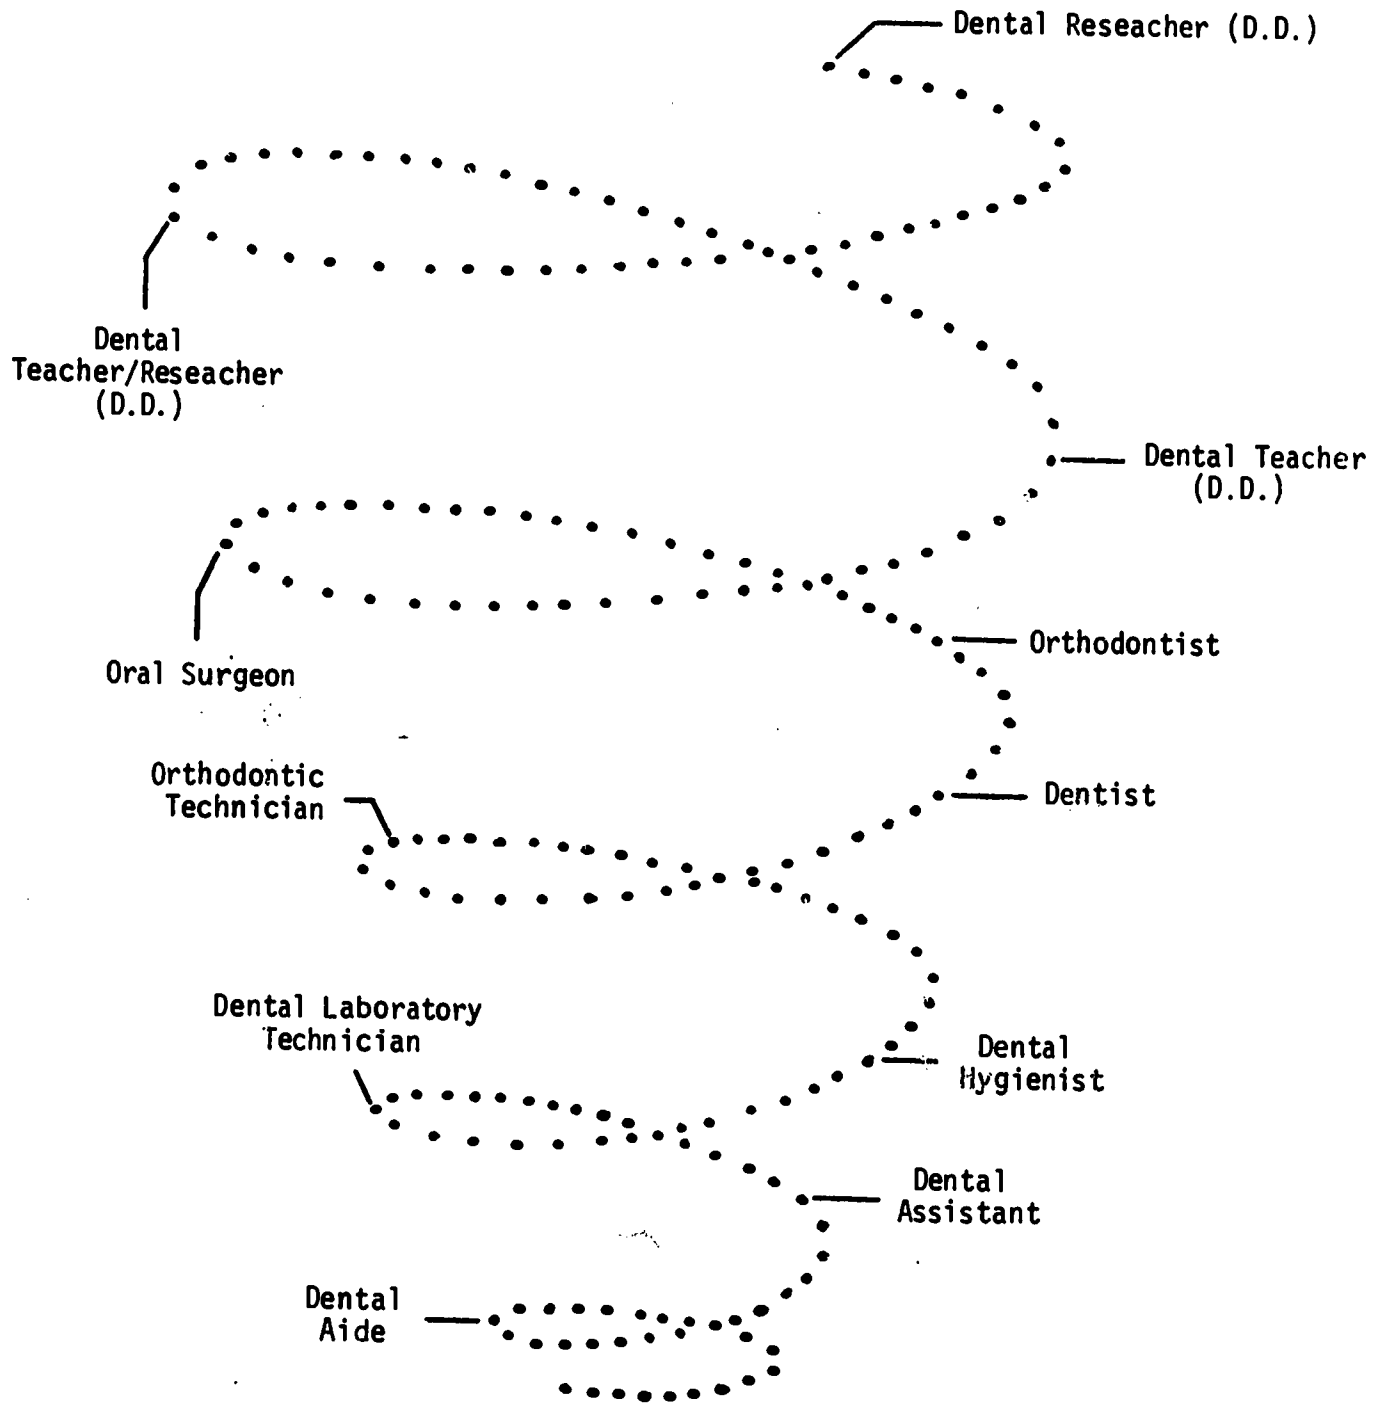 Dental Reseacher (D.D.)
Dental
Teacher/Reseacher
(D.D.)
Dental Teacher
(D.D.)
Orthodontist
Oral Surgeon
Orthodontic
Technician
Dentist
Dental Laboratory
Technician
Dental
Hygienist
Dental
Assistant
Dental
Aide